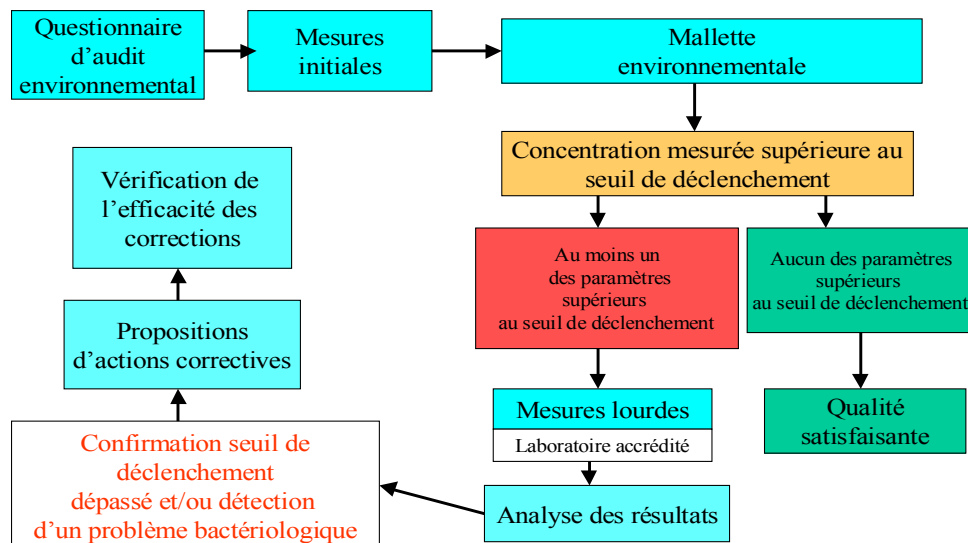 Questionnaire
d'audit
environnemental
Mesures
initiales
Mallette
environnementale
Concentration mesurée supérieure au
seuil de déclenchement
Au moins un
des paramètres
supérieurs
au seuil de déclenchement
Aucun des paramètres
supérieurs
au seuil de déclenchement
Mesures lourdes
Laboratoire accrédité
Qualité
satisfaisante
Analyse des résultats
Confirmation seuil de
déclenchement
dépassé et/ou détection
d'un problème bactériologique
Propositions
d'actions correctives
Vérification de
l'efficacité des
corrections